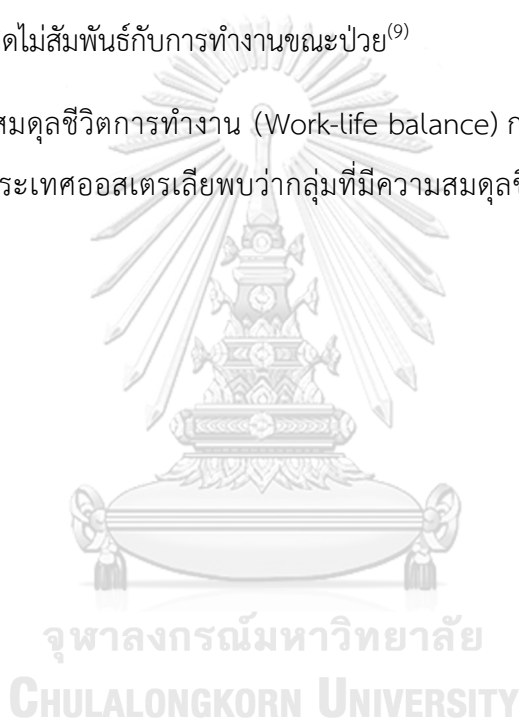 ดไม่สัมพันธ์กับการทำงานขณะป่วย(9)
สมดุลชีวิตการทำงาน (Work-life balance) ก
ระเทศออสเตรเลียพบว่ากลุ่มที่มีความสมดุลชี
จุฬาลงกรณ์มหาวิทยาลัย
CHULALONGKORN UNIVERSITY